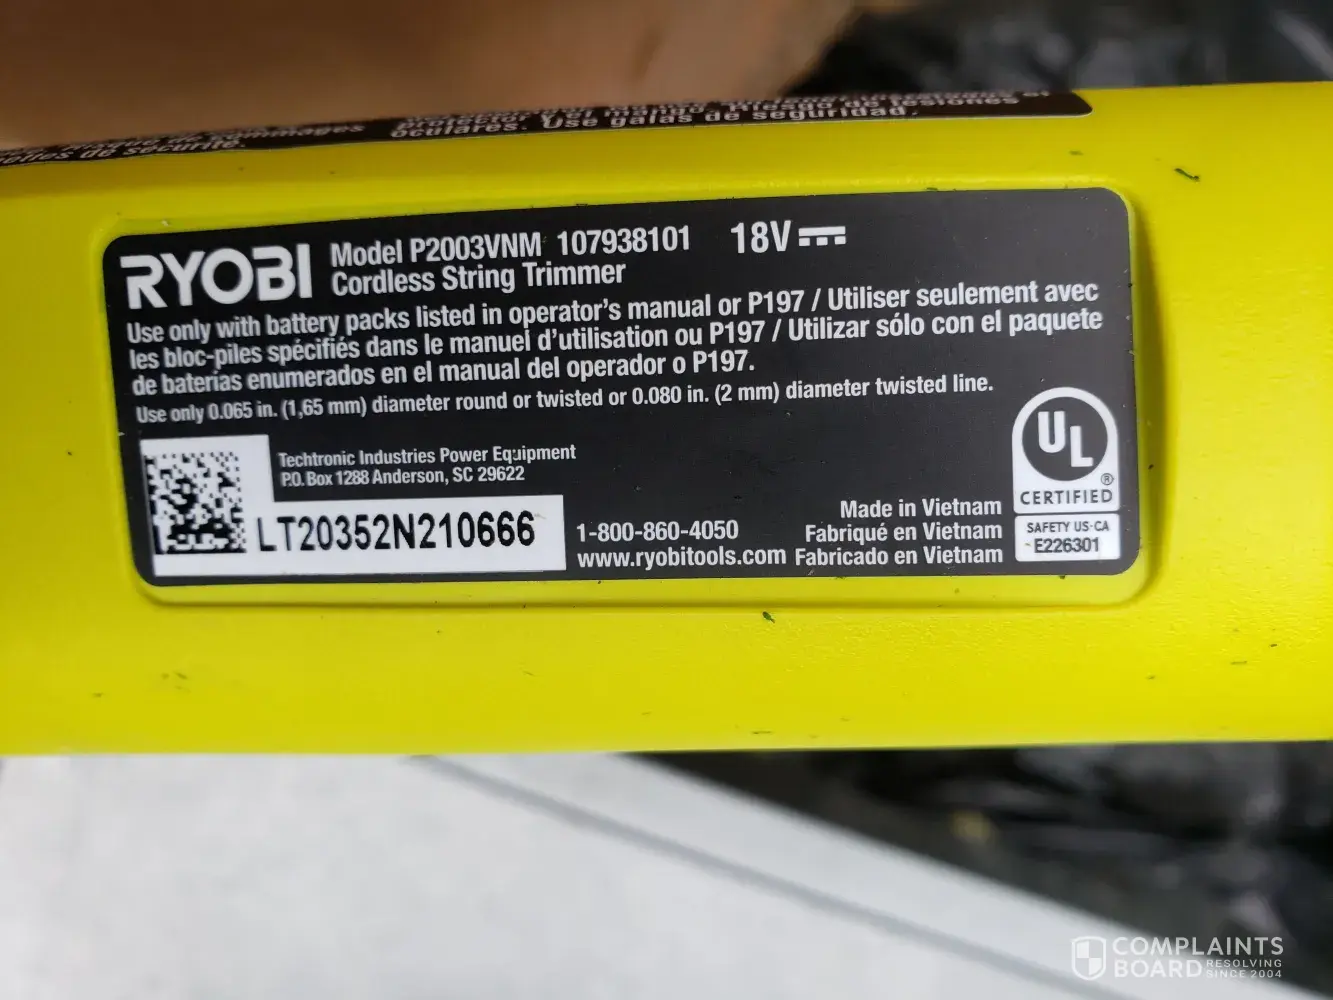 oculares. Use gafas de seguridad.
de sécurité.
RYOBI
Model P2003VNM 107938101 18V
Cordless String Trimmer
Use only with battery packs listed in operator's manual or P197 / Utiliser seulement avec
les bloc-piles spécifiés dans le manuel d'utilisation ou P197 / Utilizar sólo con el paquete
de baterías enumerados en el manual del operador o P197.
Use only 0.065 in. (1,65 mm) diameter round or twisted or 0.080 in. (2 mm) diameter twisted line.
Techtronic Industries Power Equipment
P.O. Box 1288 Anderson, SC 29622
LT20352N210666
1-800-860-4050
www.ryobitools.com
Made in Vietnam
Fabriqué en Vietnam
Fabricado en Vietnam
UL
®
CERTIFIED
SAFETY US-CA
E226301
COMPLAINTS
BOARD RESOLVING
SINCE 2004